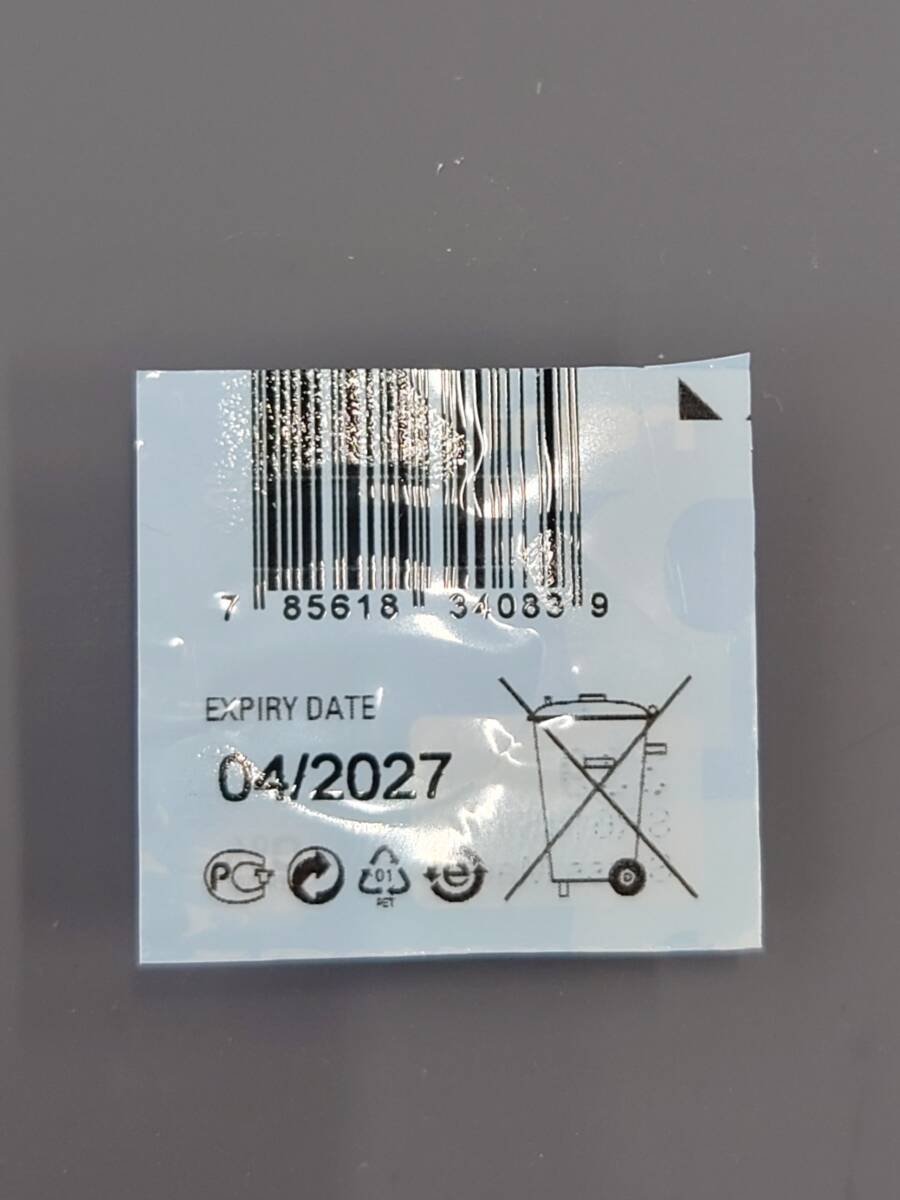 7 85618 34083 9
EXPIRY DATE
04/2027
01
PET